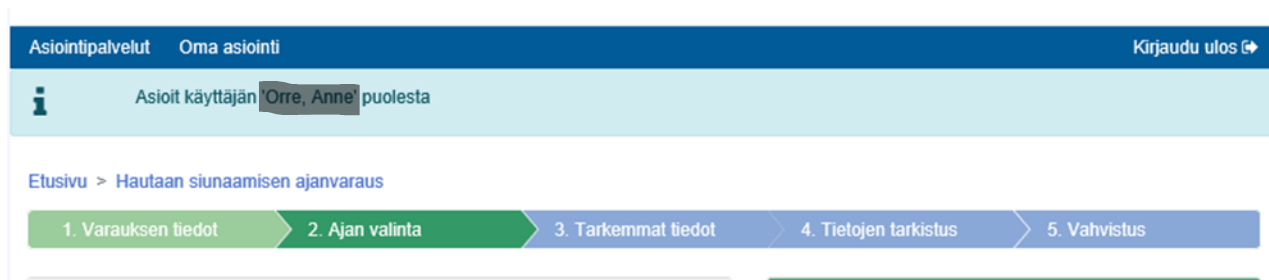 Asiointipalvelut Oma asiointi Kirjaudu ulos
Asioit käyttäjän 'Orre, Anne' puolesta
Etusivu > Hautaan siunaamisen ajanvaraus
1. Varauksen tiedot 2. Ajan valinta 3. Tarkemmat tiedot 4. Tietojen tarkistus 5. Vahvistus